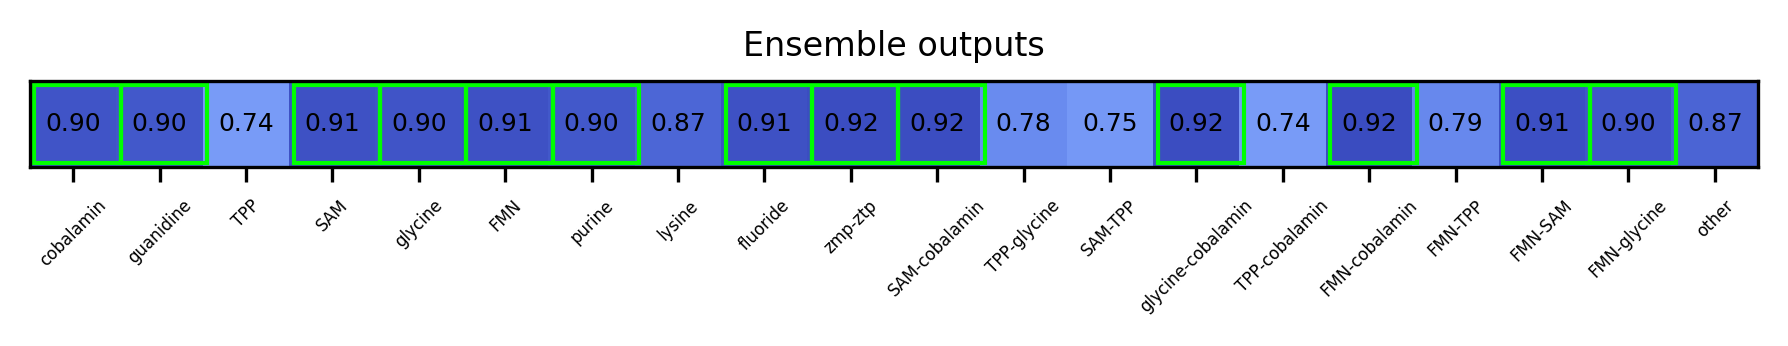 Ensemble outputs
0.90 0.90 0.74 0.91 0.90 0.91 0.90 0.87 0.91 0.92 0.92 0.78 0.75 0.92 0.74 0.92 0.79 0.91 0.90 0.87
cobalamin guanidine TPP SAM glycine FMN purine lysine fluoride zmp-ztp SAM-cobalamin TPP-glycine SAM-TPP glycine-cobalamin TPP-cobalamin FMN-cobalamin FMN-TPP FMN-SAM FMN-glycine other